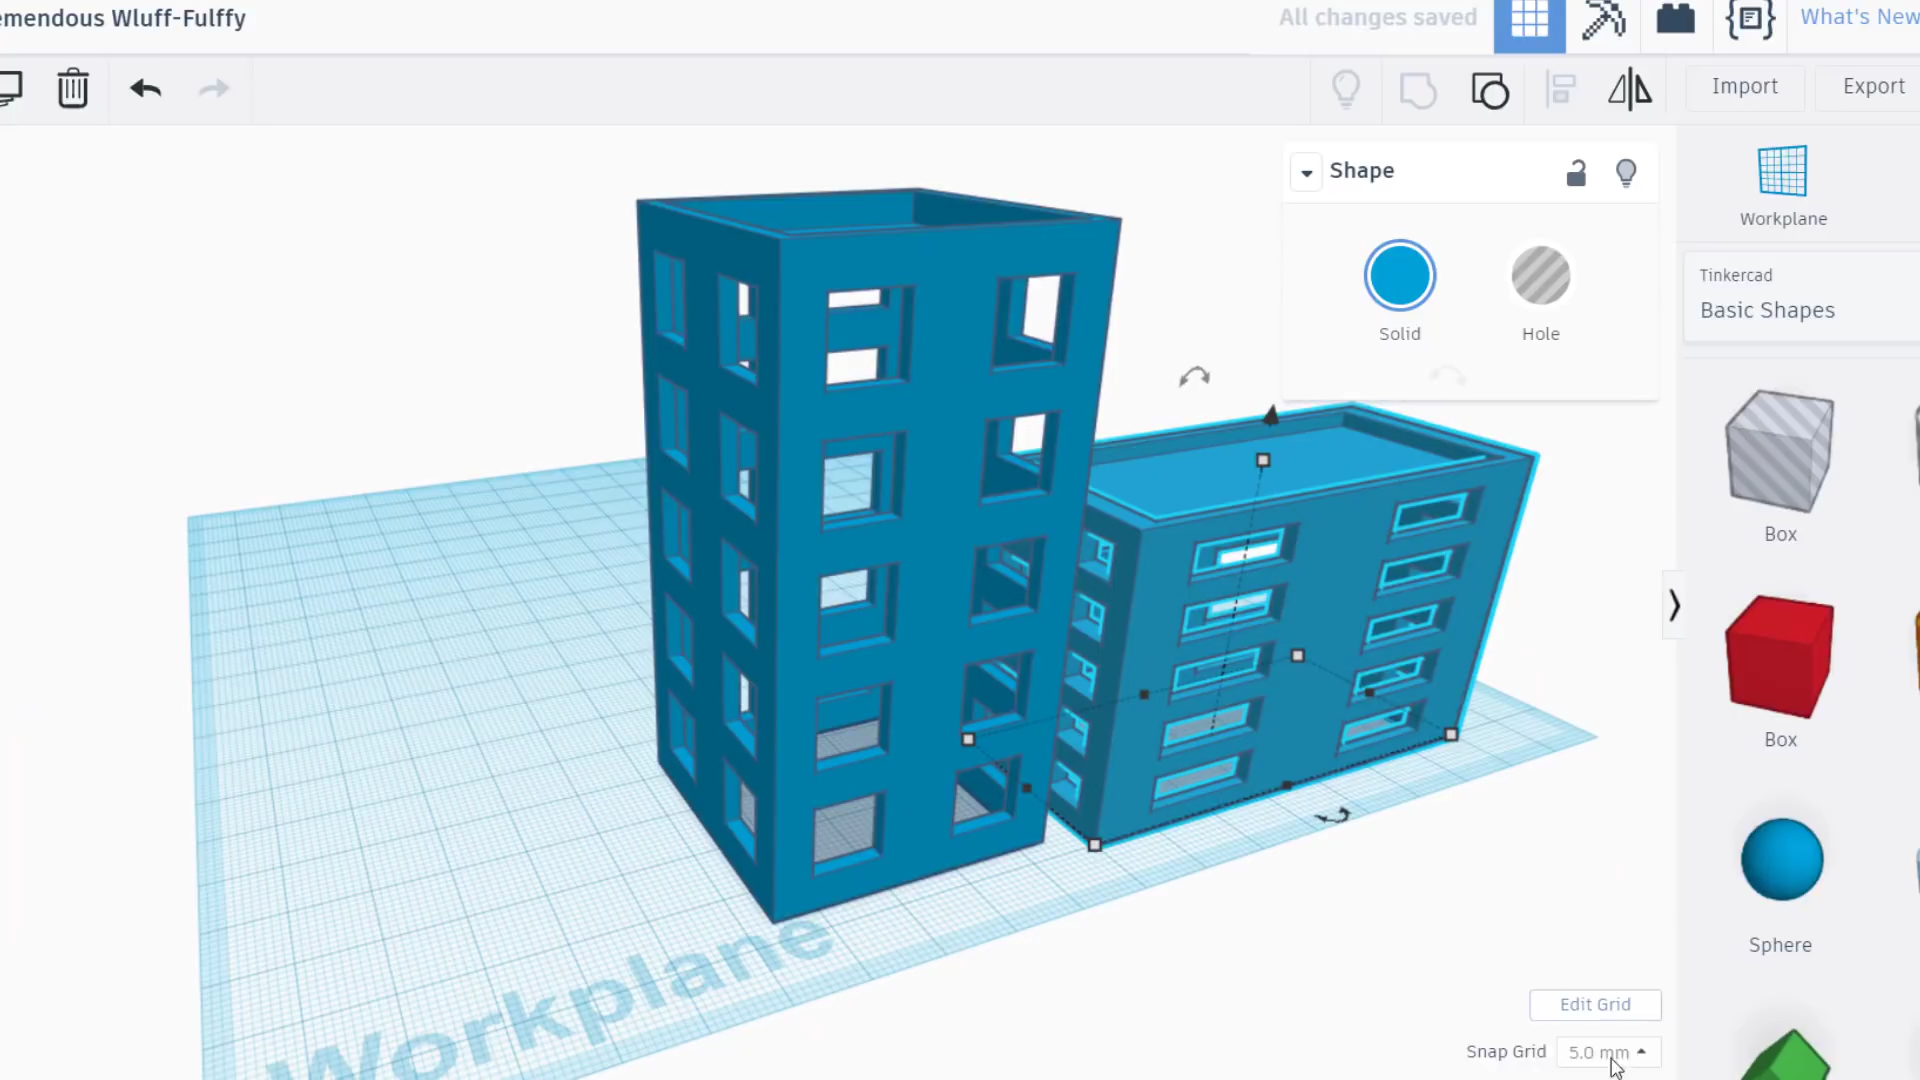 emendous Wluff-Fulffy
All changes saved
What's New
Import
Export
Shape
Solid
Hole
Workplane
Tinkercad
Basic Shapes
Box
Box
Sphere
Workplane
Edit Grid
Snap Grid 5.0 mm